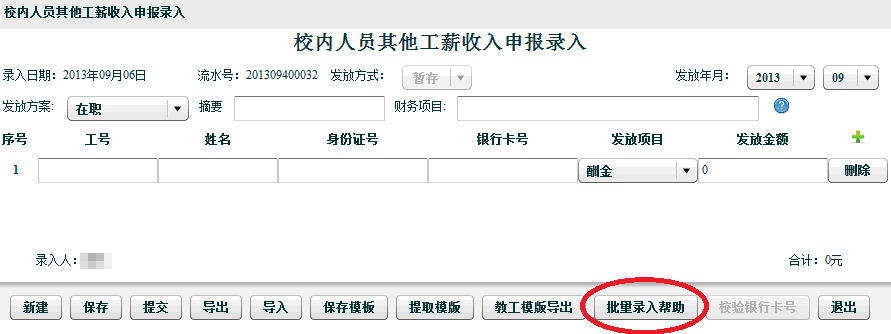 校内人员其他工薪收入申报录入
校内人员其他工薪收入申报录入
录入日期：2013年09月06日 流水号：201309400032 发放方式： 暂存 发放年月： 2013 09
发放方案： 在职 摘要 财务项目： ?
序号 工号 姓名 身份证号 银行卡号 发放项目 发放金额
1 酬金 0 删除
录入人： 合计：0元
新建 保存 提交 导出 导入 保存模板 提取模版 教工模版导出 批量录入帮助 校验银行卡号 退出